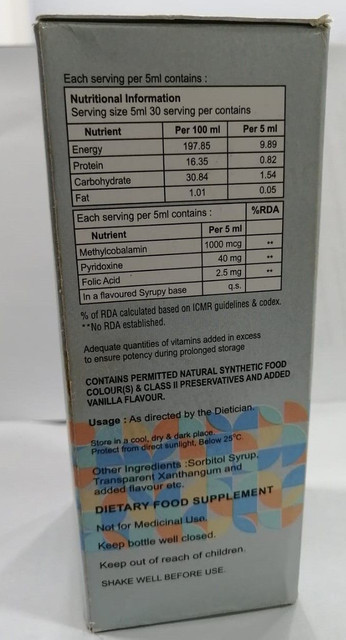 Each serving per 5ml contains :
Nutritional Information
Serving size 5ml 30 serving per contains
Nutrient Per 100 ml Per 5 ml
Energy 197.85 9.89
Protein 16.35 0.82
Carbohydrate 30.84 1.54
Fat 1.01 0.05
Each serving per 5ml contains : %RDA
Nutrient Per 5 ml
Methylcobalamin 1000 mcg **
Pyridoxine 40 mg **
Folic Acid 2.5 mg **
In a flavoured Syrupy base q.s.
% of RDA calculated based on ICMR guidelines & codex.
**No RDA established.
Adequate quantities of vitamins added in excess
to ensure potency during prolonged storage
CONTAINS PERMITTED NATURAL SYNTHETIC FOOD
COLOUR(S) & CLASS II PRESERVATIVES AND ADDED
VANILLA FLAVOUR.
Usage : As directed by the Dietician.
Store in a cool, dry & dark place.
Protect from direct sunlight, Below 25°C
Other Ingredients :Sorbitol Syrup,
Transparent Xanthangum and
added flavour etc.
DIETARY FOOD SUPPLEMENT
Not for Medicinal Use.
Keep bottle well closed.
Keep out of reach of children.
SHAKE WELL BEFORE USE.